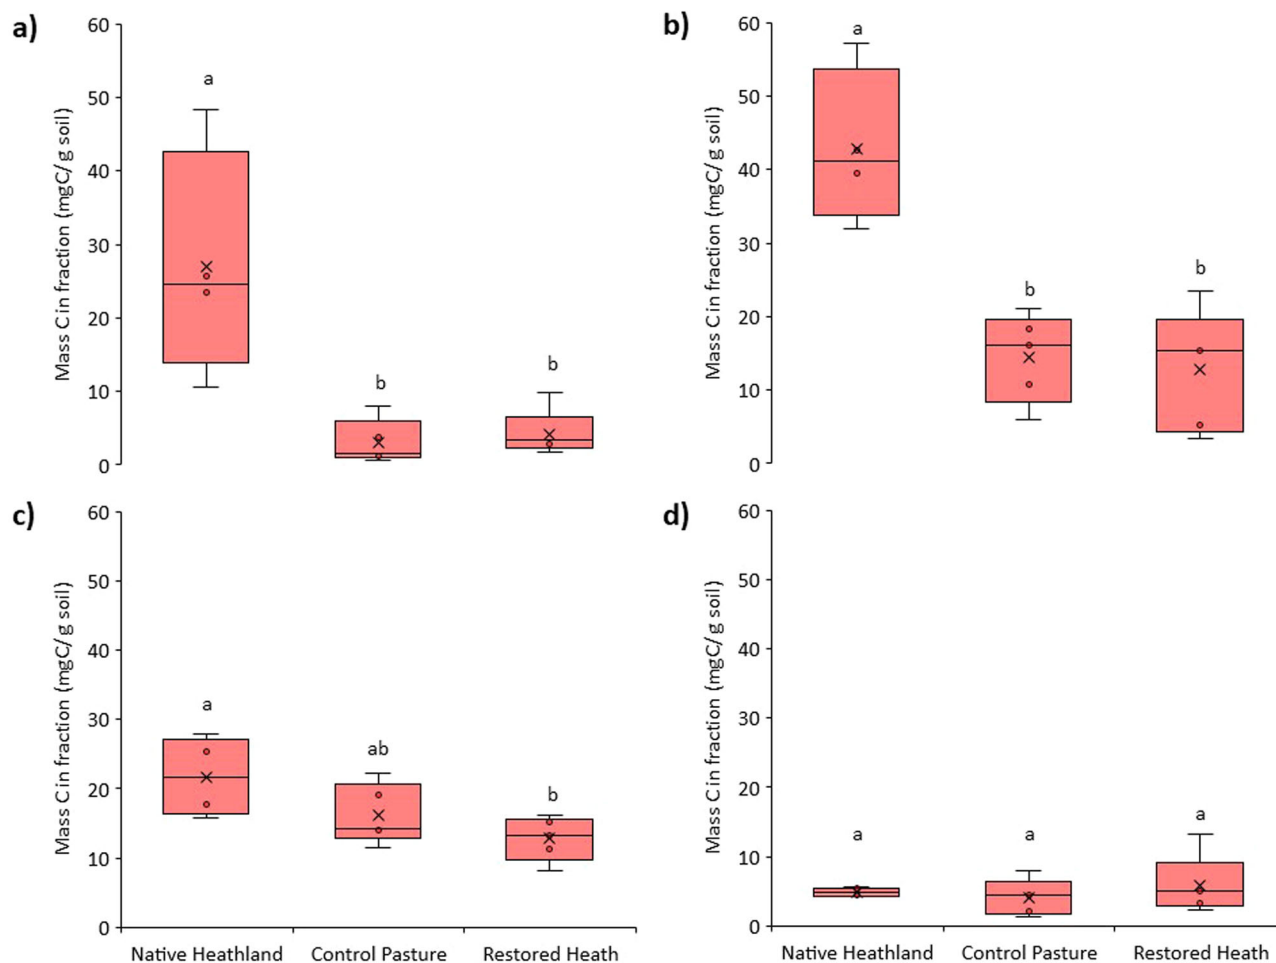 a)
Mass C in fraction (mgC/g soil)
60
50
40
30
20
10
0
a
b
b
b)
Mass C in fraction (mgC/g soil)
60
50
40
30
20
10
0
a
b
b
c)
Mass C in fraction (mgC/g soil)
60
50
40
30
20
10
0
a
ab
b
Native Heathland
Control Pasture
Restored Heath
d)
Mass C in fraction (mgC/g soil)
60
50
40
30
20
10
0
a
a
a
Native Heathland
Control Pasture
Restored Heath